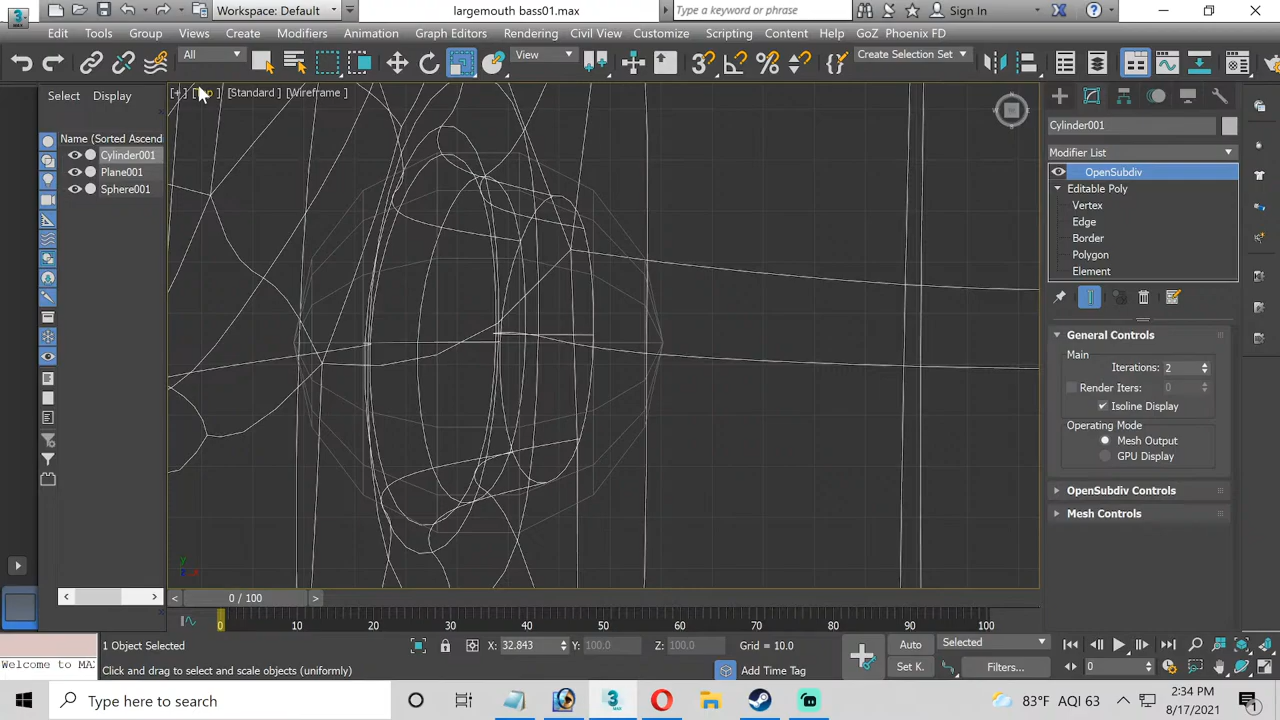 Workspace: Default
largemouth bass01.max
Type a keyword or phrase
Sign In
Edit Tools Group Views Create Modifiers Animation Graph Editors Rendering Civil View Customize Scripting Content Help GoZ Phoenix FD
All
View
Create Selection Set
Select Display
[+] [Standard ] [Wireframe ]
Name (Sorted Ascend
Cylinder001
Plane001
Sphere001
Cylinder001
Modifier List
OpenSubdiv
Editable Poly
Vertex
Edge
Border
Polygon
Element
General Controls
Main
Iterations: 2
Render Iters: 0
Isoline Display
Operating Mode
Mesh Output
GPU Display
OpenSubdiv Controls
Mesh Controls
0 / 100
0 10 20 30 40 50 60 70 80 90 100
1 Object Selected
X: 32.843 Y: 100.0 Z: 100.0 Grid = 10.0
Auto Selected
Welcome to MA
Click and drag to select and scale objects (uniformly)
Add Time Tag
Set K. Filters... 0
Type here to search
83°F AQI 63
2:34 PM
8/17/2021
1